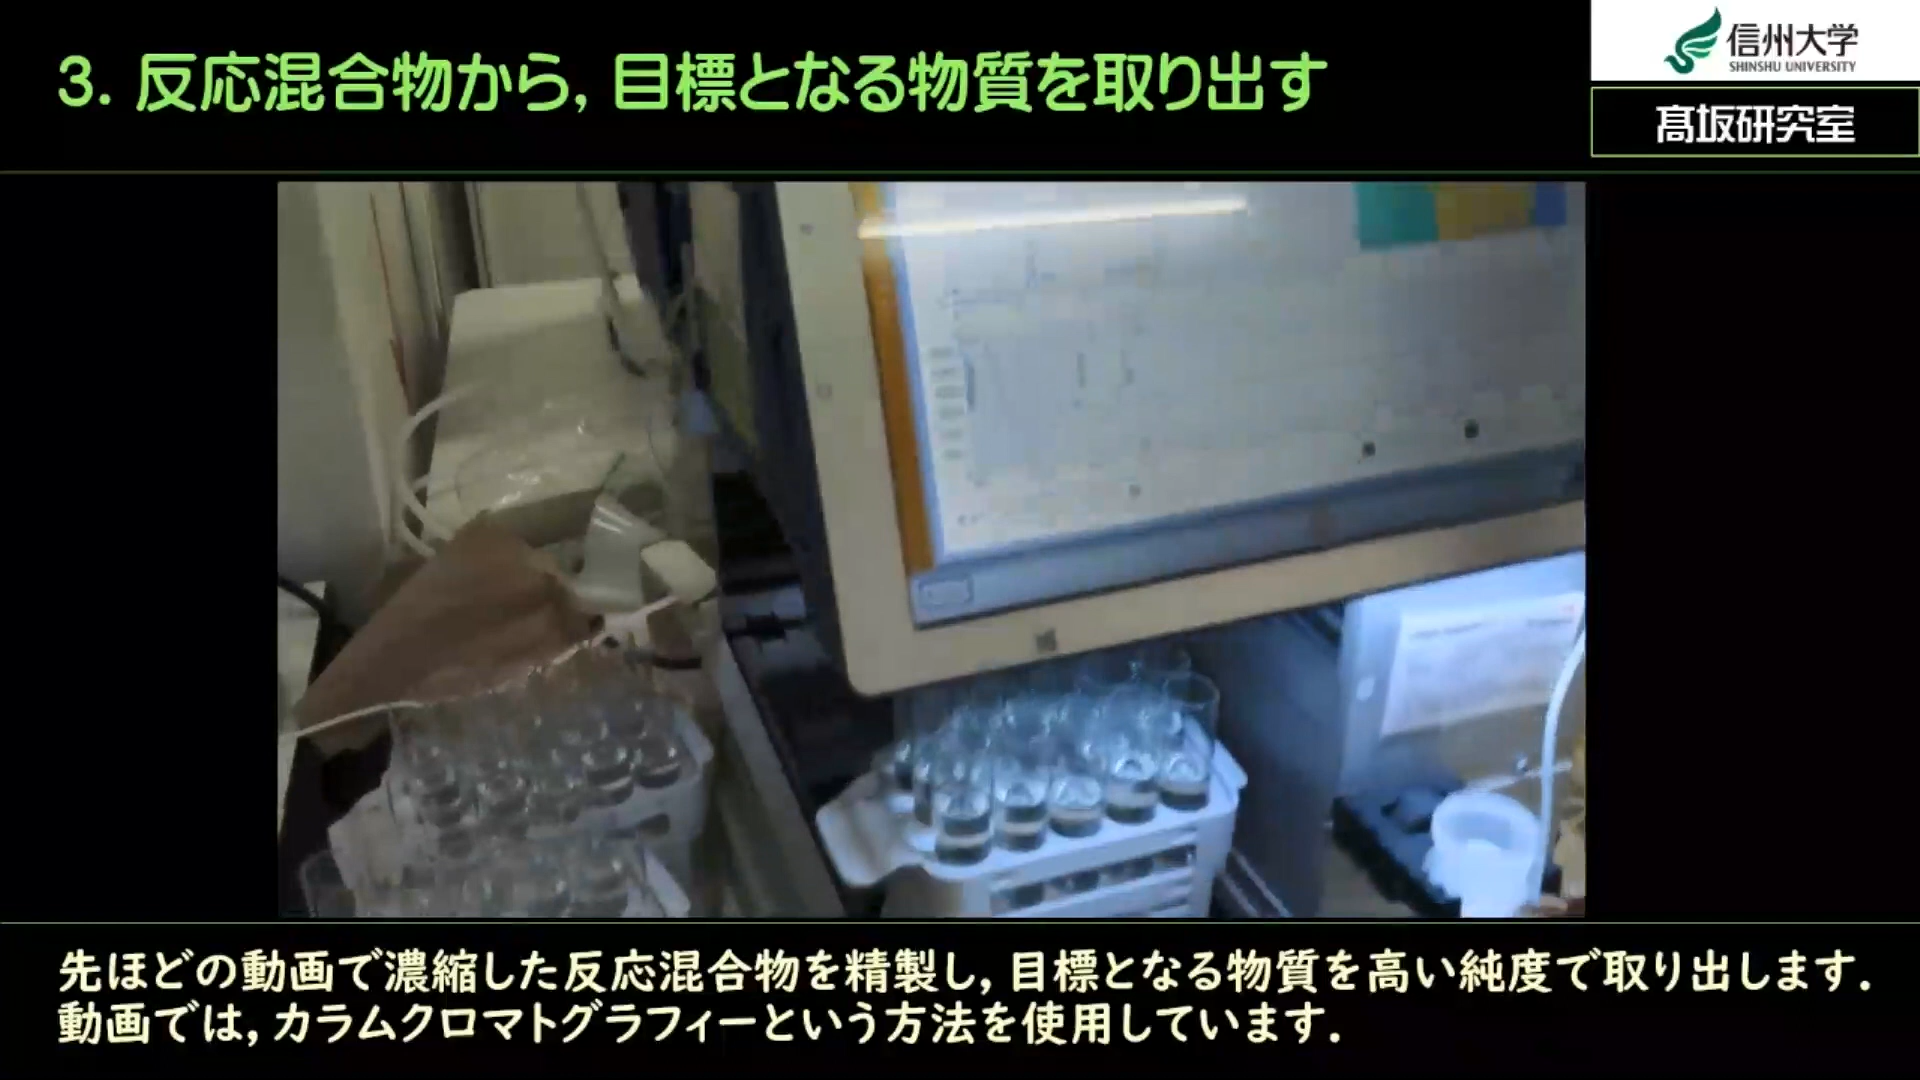 3. 反応混合物から, 目標となる物質を取り出す
信州大学
SHINSHU UNIVERSITY
髙坂研究室
先ほどの動画で濃縮した反応混合物を精製し, 目標となる物質を高い純度で取り出します.
動画では, カラムクロマトグラフィーという方法を使用しています.